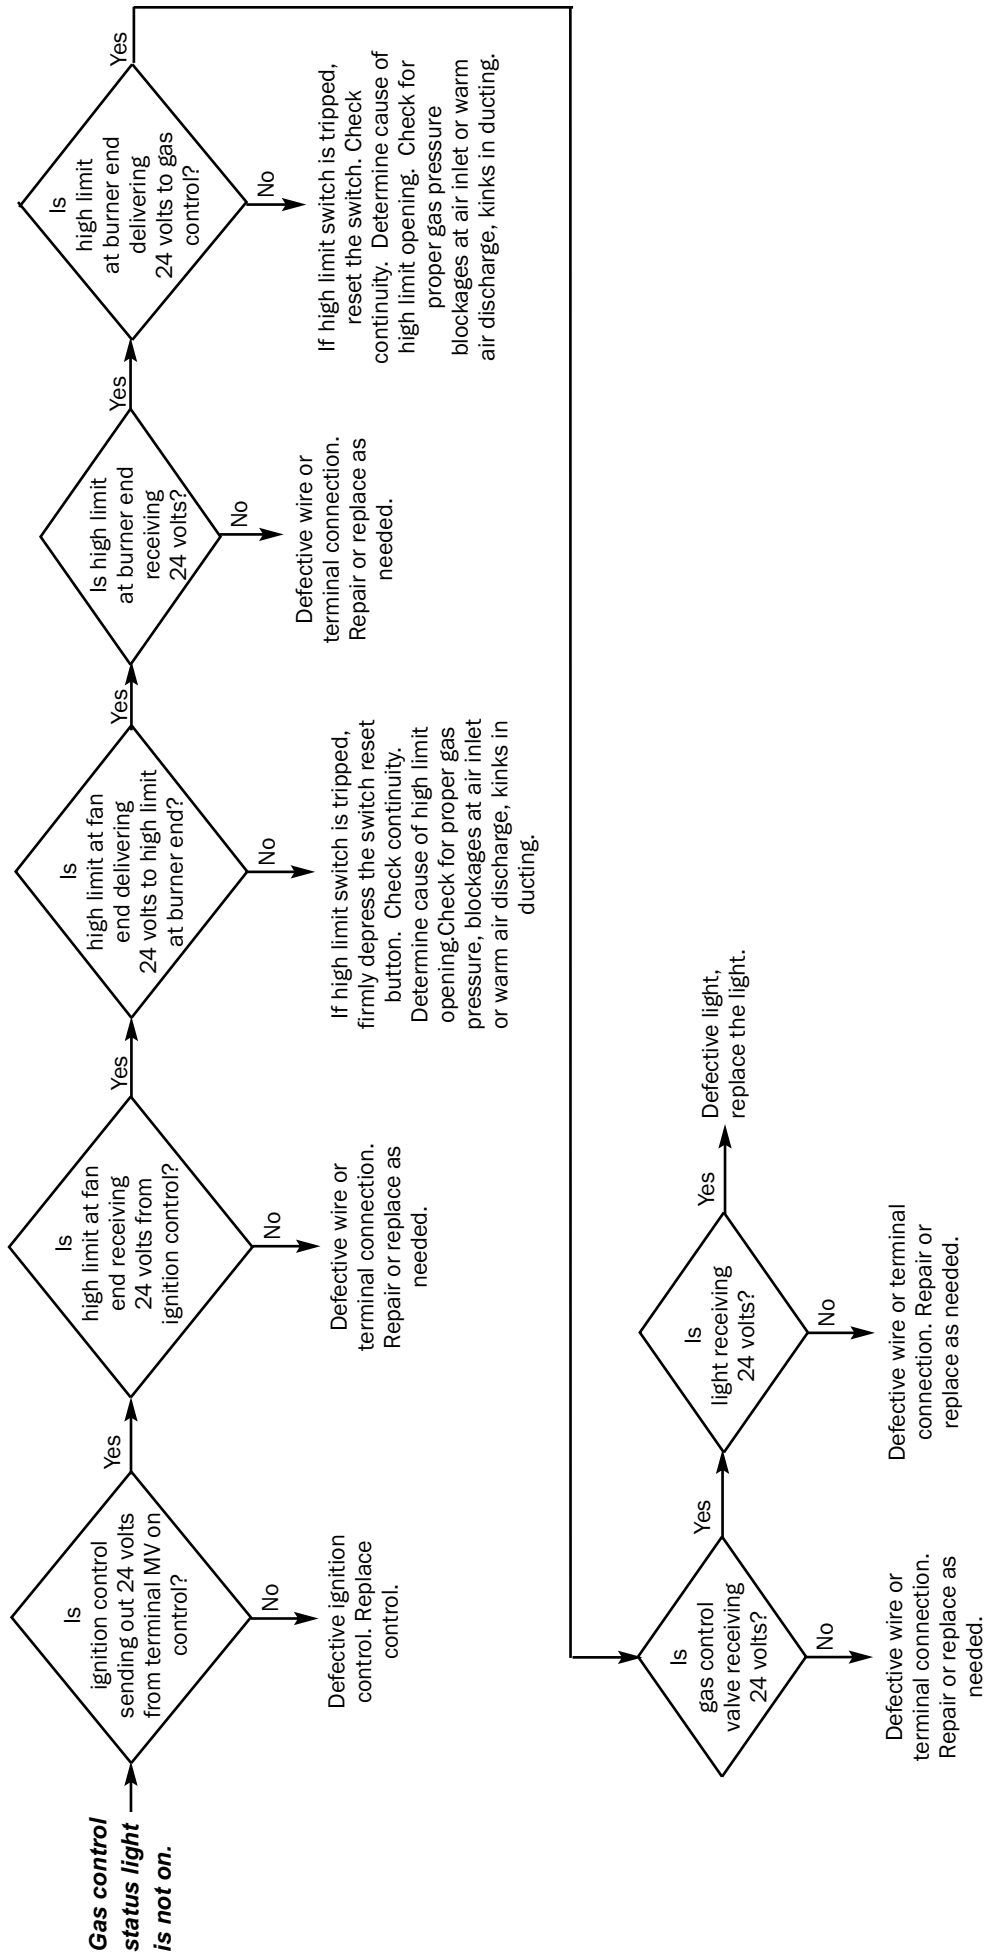 Gas control
status light
is not on.
Is
ignition control
sending out 24 volts
from terminal MV on
control?
Yes
No
Defective ignition
control. Replace
control.
Is
high limit at fan
end receiving
24 volts from
ignition control?
Yes
No
Defective wire or
terminal connection.
Repair or replace as
needed.
Is
high limit at fan
end delivering
24 volts to high limit
at burner end?
Yes
No
If high limit switch is tripped,
firmly depress the switch reset
button.  Check continuity.
Determine cause of high limit
opening.Check for proper gas
pressure, blockages at air inlet
or warm air discharge, kinks in
ducting.
Is high limit
at burner end
receiving
24 volts?
Yes
No
Defective wire or
terminal connection.
Repair or replace as
needed.
Is
high limit
at burner end
delivering
24 volts to gas
control?
Yes
No
If high limit switch is tripped,
reset the switch. Check
continuity.  Determine cause of
high limit opening.  Check for
proper gas pressure
blockages at air inlet or warm
air discharge, kinks in ducting.
Is
gas control
valve receiving
24 volts?
Yes
No
Defective wire or
terminal connection.
Repair or replace as
needed.
Is
light receiving
24 volts?
Yes
No
Defective wire or terminal
connection. Repair or
replace as needed.
Defective light,
replace the light.